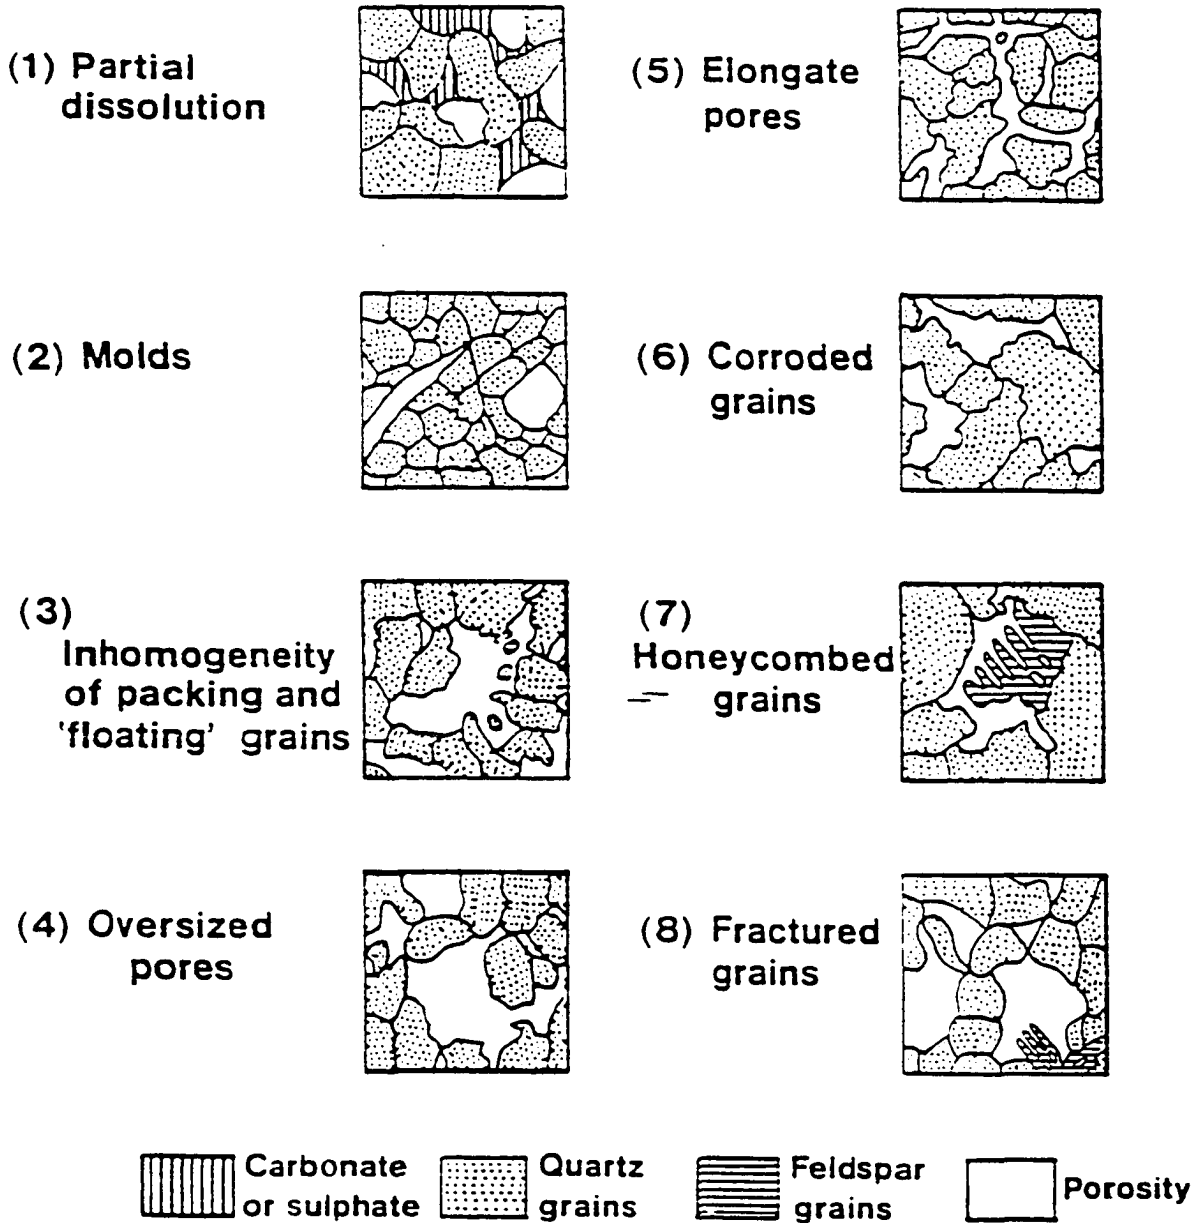 (1) Partial
dissolution
(2) Molds
(3)
Inhomogeneity
of packing and
'floating' grains
(4) Oversized
pores
(5) Elongate
pores
(6) Corroded
grains
(7)
Honeycombed
grains
(8) Fractured
grains
Carbonate
or sulphate
Quartz
grains
Feldspar
grains
Porosity